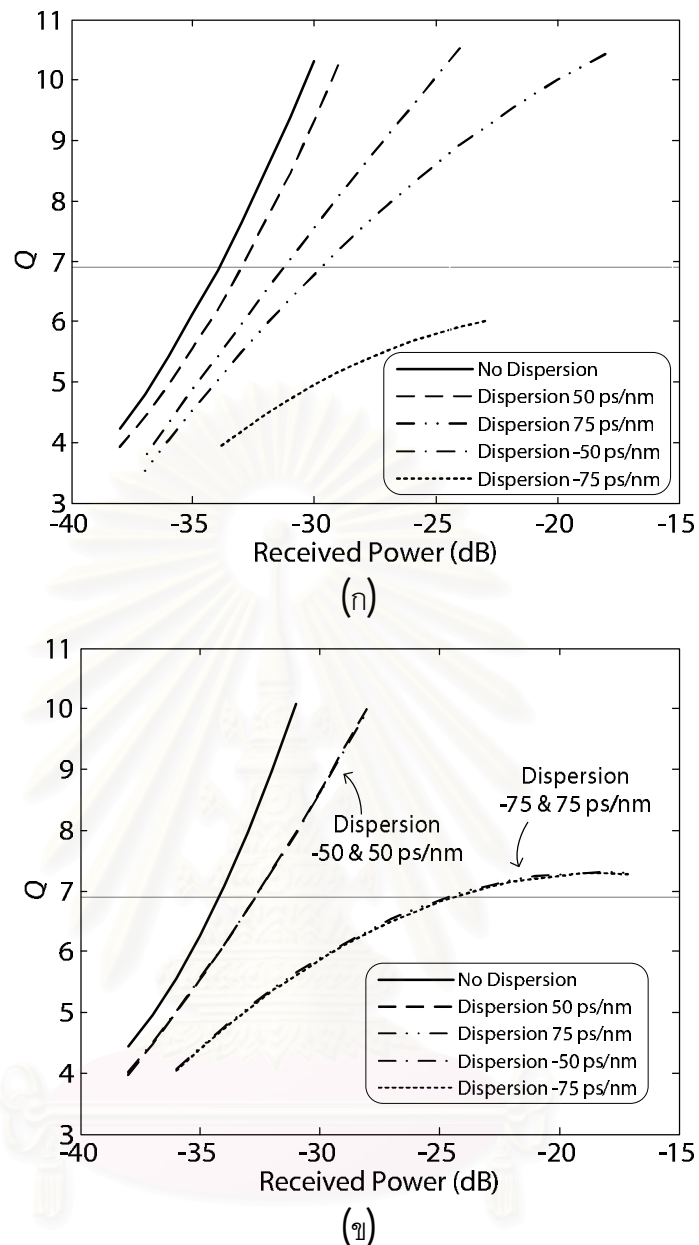 11
10
9
8
7
6
5
4
3
Q
No Dispersion
Dispersion 50 ps/nm
Dispersion 75 ps/nm
Dispersion -50 ps/nm
Dispersion -75 ps/nm
-40 -35 -30 -25 -20 -15
Received Power (dB)
(ก)
11
10
9
8
7
6
5
4
3
Q
Dispersion
-75 & 75 ps/nm
Dispersion
-50 & 50 ps/nm
No Dispersion
Dispersion 50 ps/nm
Dispersion 75 ps/nm
Dispersion -50 ps/nm
Dispersion -75 ps/nm
-40 -35 -30 -25 -20 -15
Received Power (dB)
(ข)